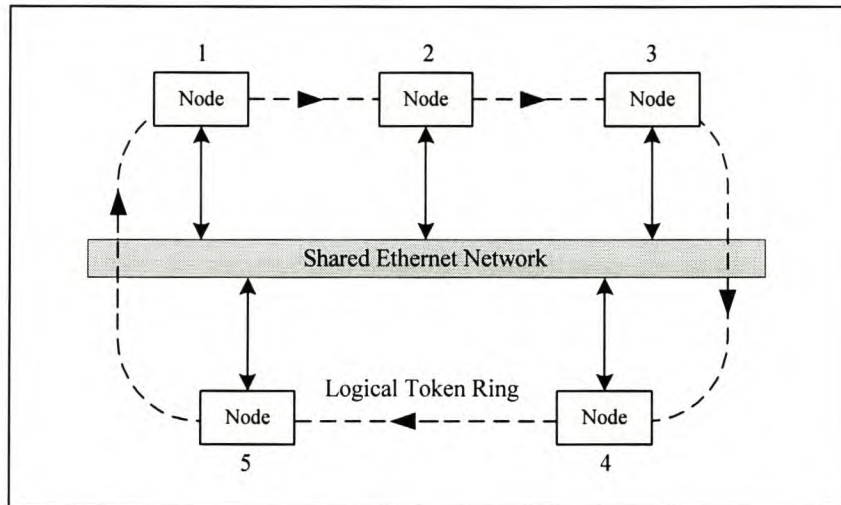 1 2 3
Node Node Node
Shared Ethernet Network
Logical Token Ring
Node Node
5 4